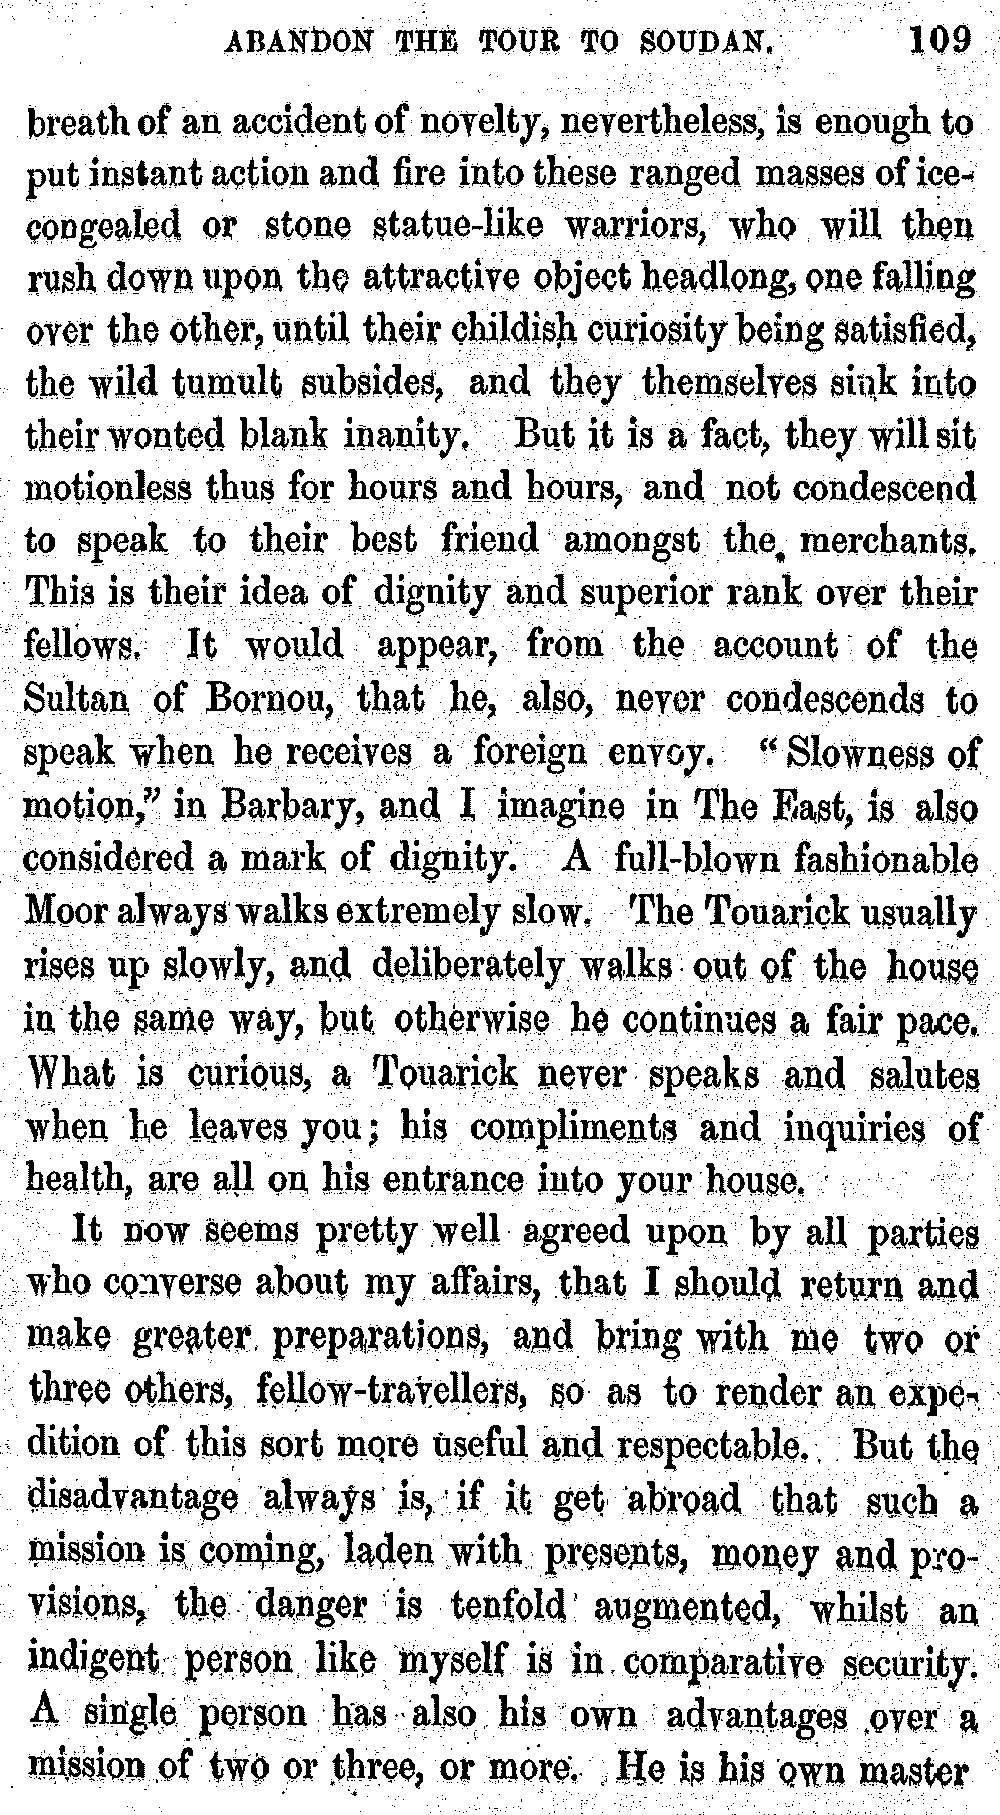 ABANDON THE TOUR TO SOUDAN. 109
breath of an accident of novelty, nevertheless, is enough to
put instant action and fire into these ranged masses of ice-
congealed or stone statue-like warriors, who will then
rush down upon the attractive object headlong, one falling
over the other, until their childish curiosity being satisfied,
the wild tumult subsides, and they themselves sink into
their wonted blank inanity. But it is a fact, they will sit
motionless thus for hours and hours, and not condescend
to speak to their best friend amongst the merchants.
This is their idea of dignity and superior rank over their
fellows. It would appear, from the account of the
Sultan of Bornou, that he, also, never condescends to
speak when he receives a foreign envoy. "Slowness of
motion," in Barbary, and I imagine in The East, is also
considered a mark of dignity. A full-blown fashionable
Moor always walks extremely slow. The Touarick usually
rises up slowly, and deliberately walks out of the house
in the same way, but otherwise he continues a fair pace.
What is curious, a Touarick never speaks and salutes
when he leaves you; his compliments and inquiries of
health, are all on his entrance into your house.
It now seems pretty well agreed upon by all parties
who converse about my affairs, that I should return and
make greater preparations, and bring with me two or
three others, fellow-travellers, so as to render an expe-
dition of this sort more useful and respectable. But the
disadvantage always is, if it get abroad that such a
mission is coming, laden with presents, money and pro-
visions, the danger is tenfold augmented, whilst an
indigent person like myself is in comparative security.
A single person has also his own advantages over a
mission of two or three, or more. He is his own master